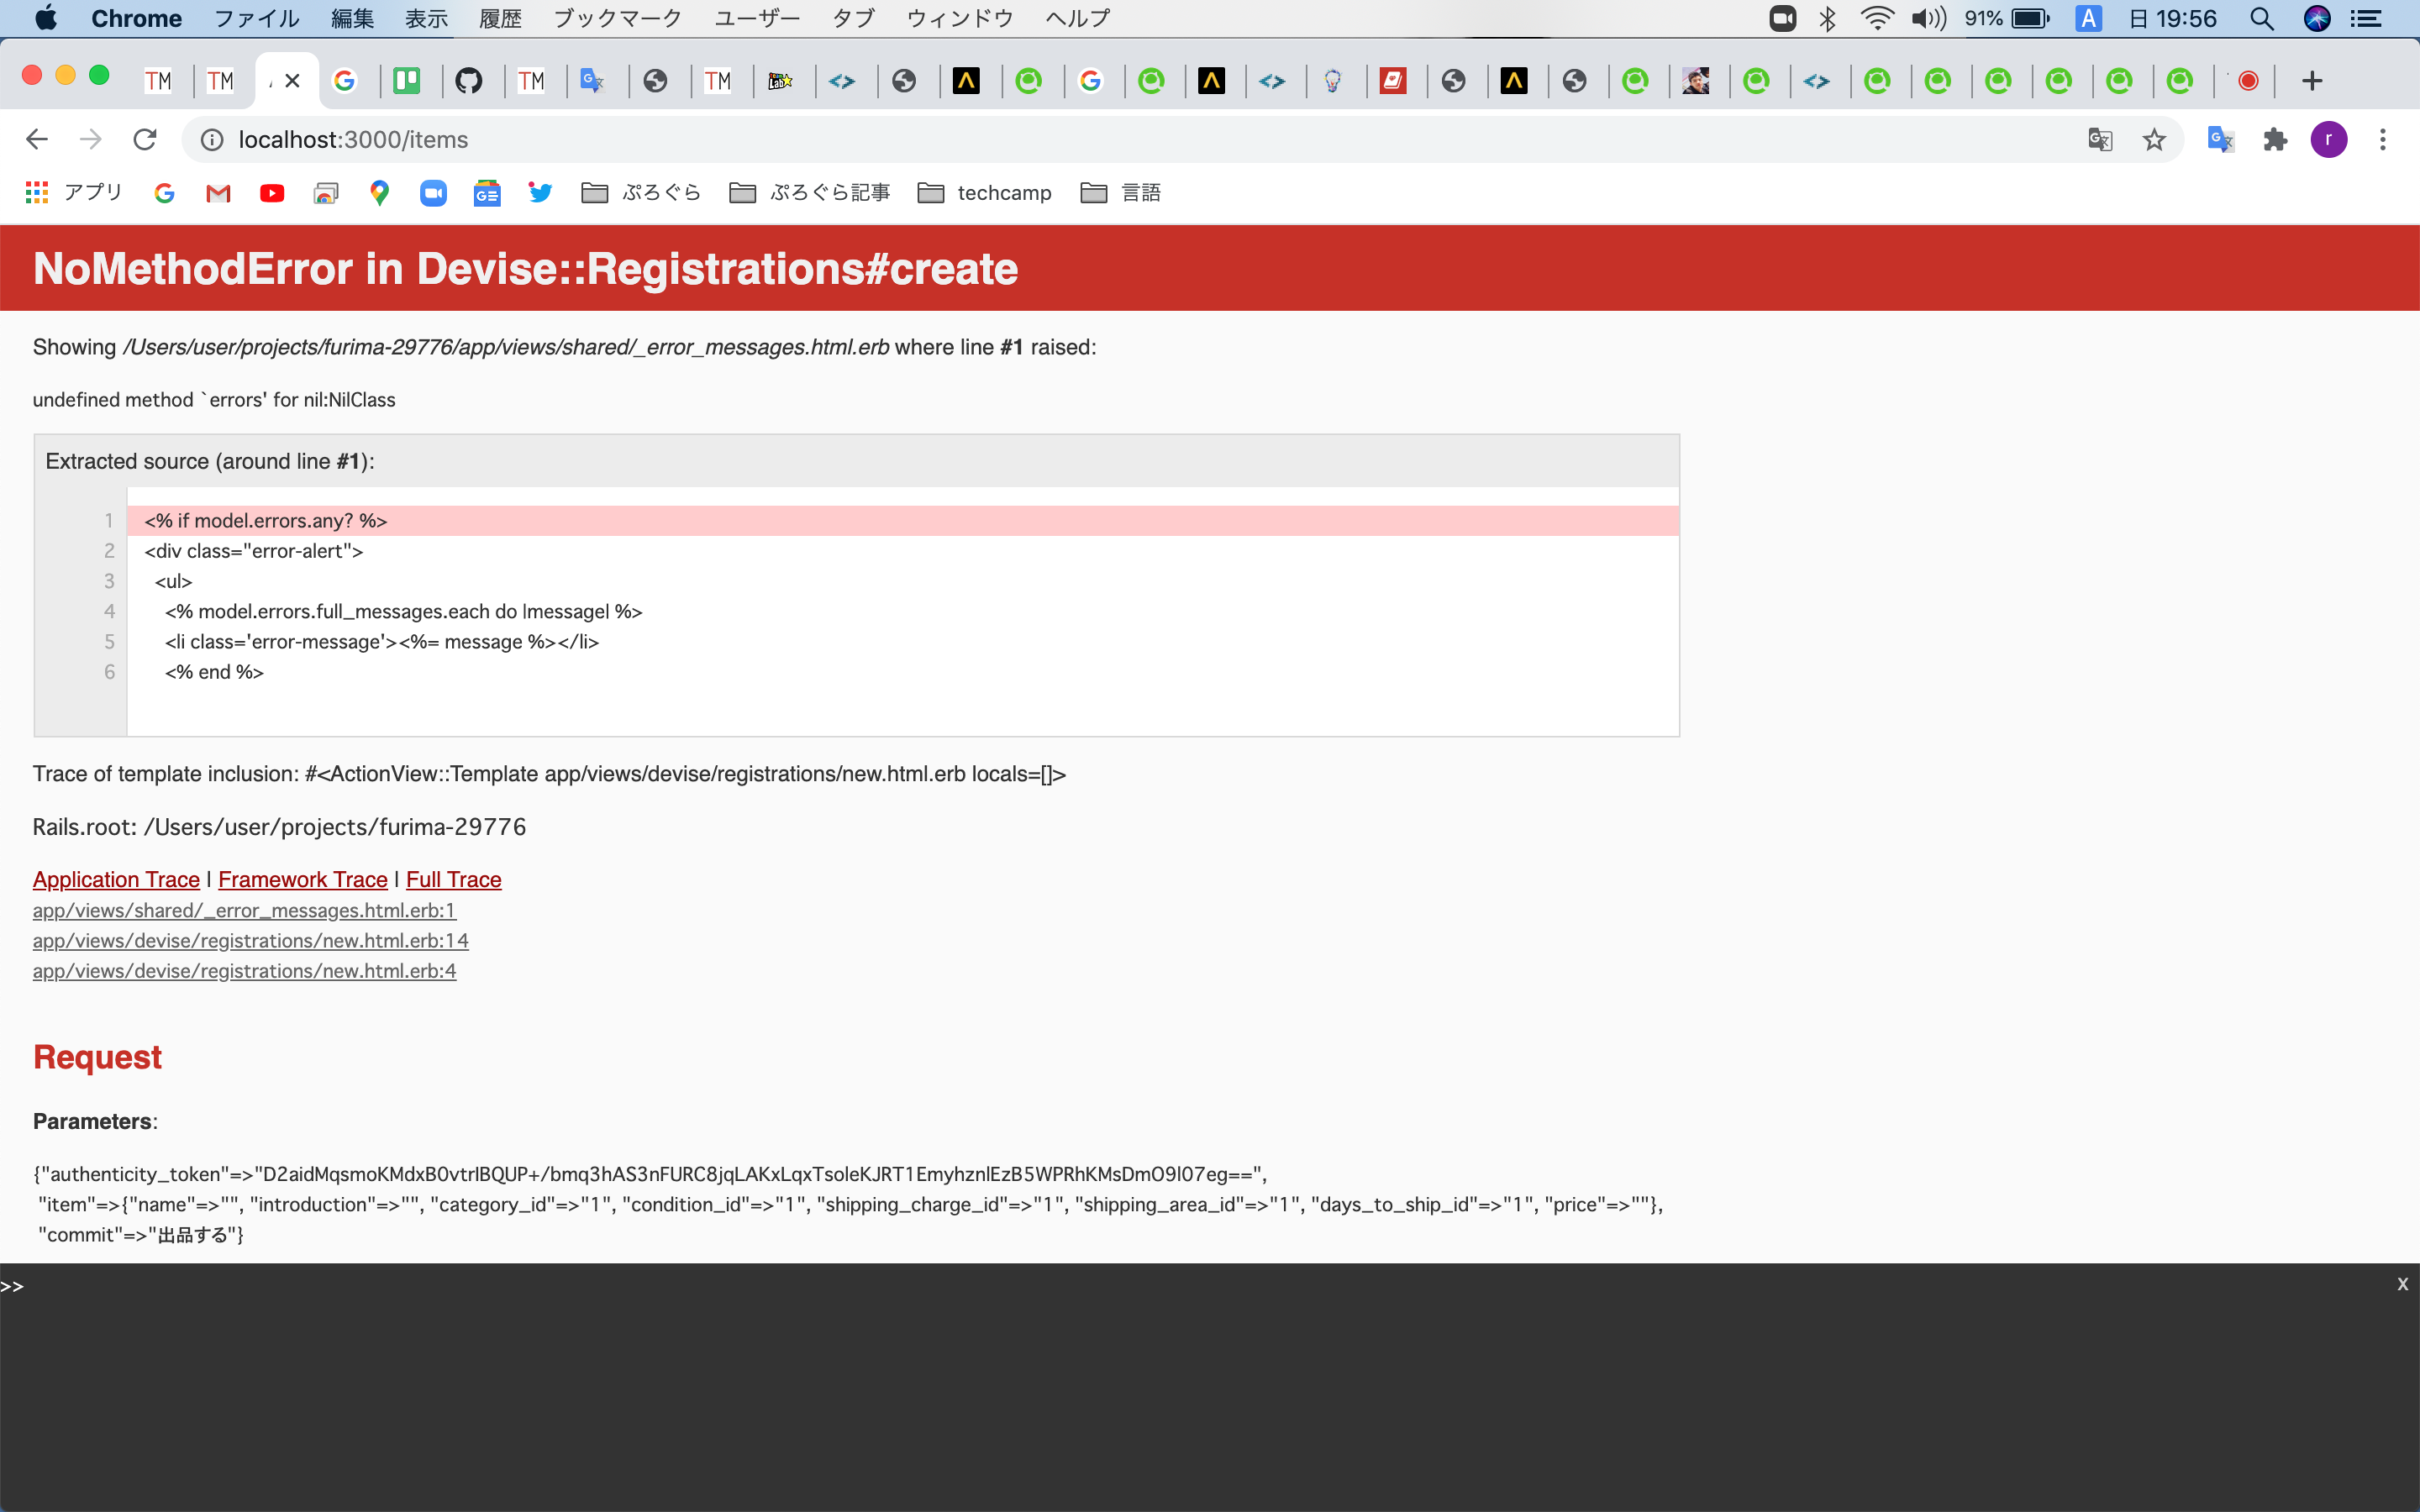 Chrome ファイル 編集 表示 履歴 ブックマーク ユーザー タブ ウィンドウ ヘルプ 91% A 日 19:56
TM TM TM TM
localhost:3000/items r
アプリ ぷろぐら ぷろぐら記事 techcamp 言語
NoMethodError in Devise::Registrations#create
Showing /Users/user/projects/furima-29776/app/views/shared/_error_messages.html.erb where line #1 raised:
undefined method `errors' for nil:NilClass
Extracted source (around line #1):
1 <% if model.errors.any? %>
2 <div class="error-alert">
3 <ul>
4 <% model.errors.full_messages.each do |message| %>
5 <li class='error-message'><%= message %></li>
6 <% end %>
Trace of template inclusion: #<ActionView::Template app/views/devise/registrations/new.html.erb locals=[]>
Rails.root: /Users/user/projects/furima-29776
Application Trace | Framework Trace | Full Trace
app/views/shared/_error_messages.html.erb:1
app/views/devise/registrations/new.html.erb:14
app/views/devise/registrations/new.html.erb:4
Request
Parameters:
"item"=>{"name"=>"", "introduction"=>"", "category_id"=>"1", "condition_id"=>"1", "shipping_charge_id"=>"1", "shipping_area_id"=>"1", "days_to_ship_id"=>"1", "price"=>""},
"commit"=>"出品する"}
>> x